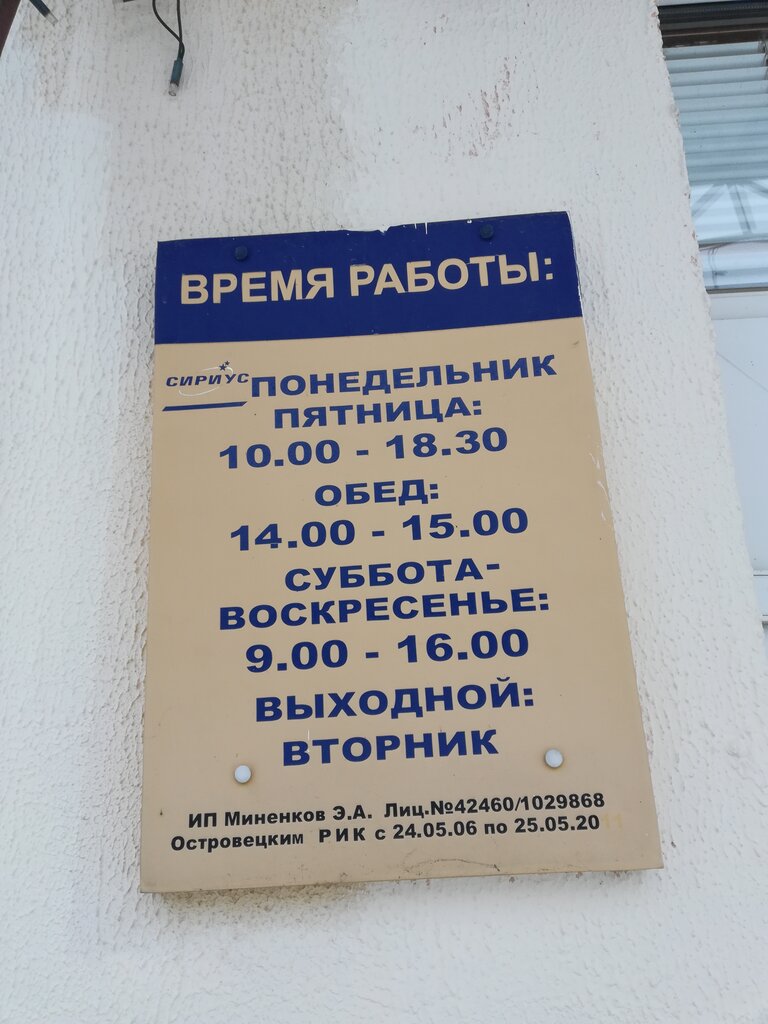 ВРЕМЯ РАБОТЫ:
СИРИУС
ПОНЕДЕЛЬНИК
ПЯТНИЦА:
10.00 - 18.30
ОБЕД:
14.00 - 15.00
СУББОТА-
ВОСКРЕСЕНЬЕ:
9.00 - 16.00
ВЫХОДНОЙ:
ВТОРНИК
ИП Миненков Э.А. Лиц.№42460/1029868
Островецким РИК с 24.05.06 по 25.05.2011